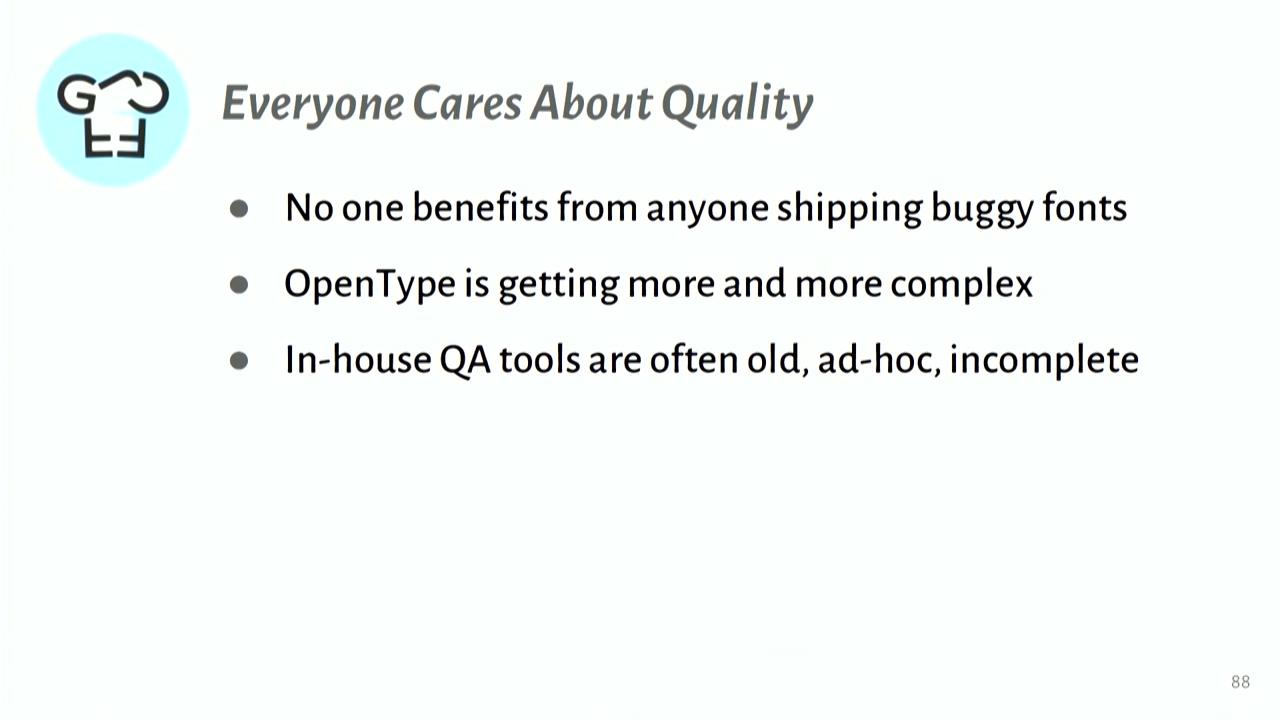 Everyone Cares About Quality
● No one benefits from anyone shipping buggy fonts
● OpenType is getting more and more complex
● In-house QA tools are often old, ad-hoc, incomplete
88